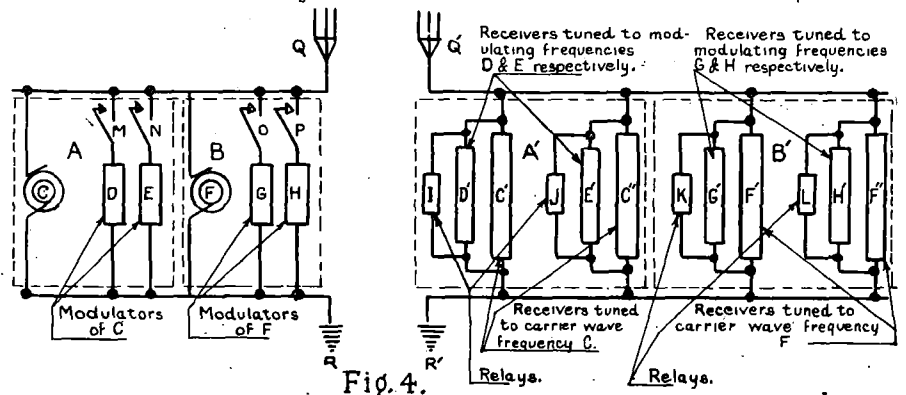 Q
Q'
Receivers tuned to mod-
ulating frequencies
D & E respectively.
Receivers tuned to
modulating frequencies
G & H respectively.
A
M
N
B
O
P
C
D
E
F
G
H
A'
I
D'
C'
J
E'
C"
B'
K
G'
F'
L
H'
F"
Modulators
of C
Modulators
of F
R
R'
Receivers tuned
to carrier wave
frequency C.
Receivers tuned to
carrier wave frequency
F
Relays.
Relays.
Fig. 4.